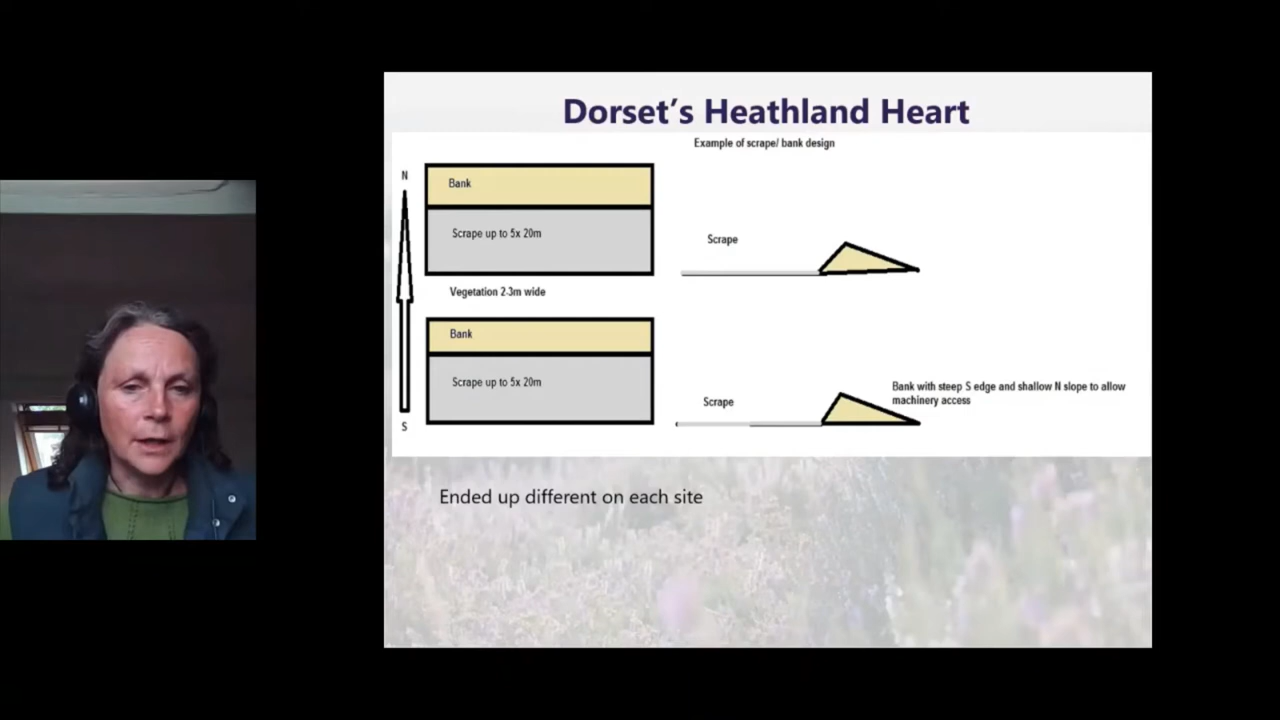 Dorset's Heathland Heart
Example of scrape/ bank design
N
Bank
Scrape up to 5x 20m
Scrape
Vegetation 2-3m wide
Bank
Scrape up to 5x 20m
Scrape
Bank with steep S edge and shallow N slope to allow
machinery access
S
Ended up different on each site